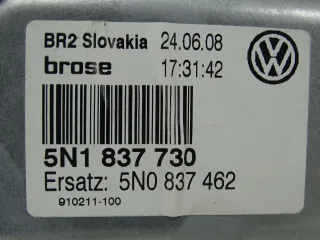 BR2 Slovakia 24.06.08
brose 17:31:42
5N1 837 730
Ersatz: 5N0 837 462
910211-100